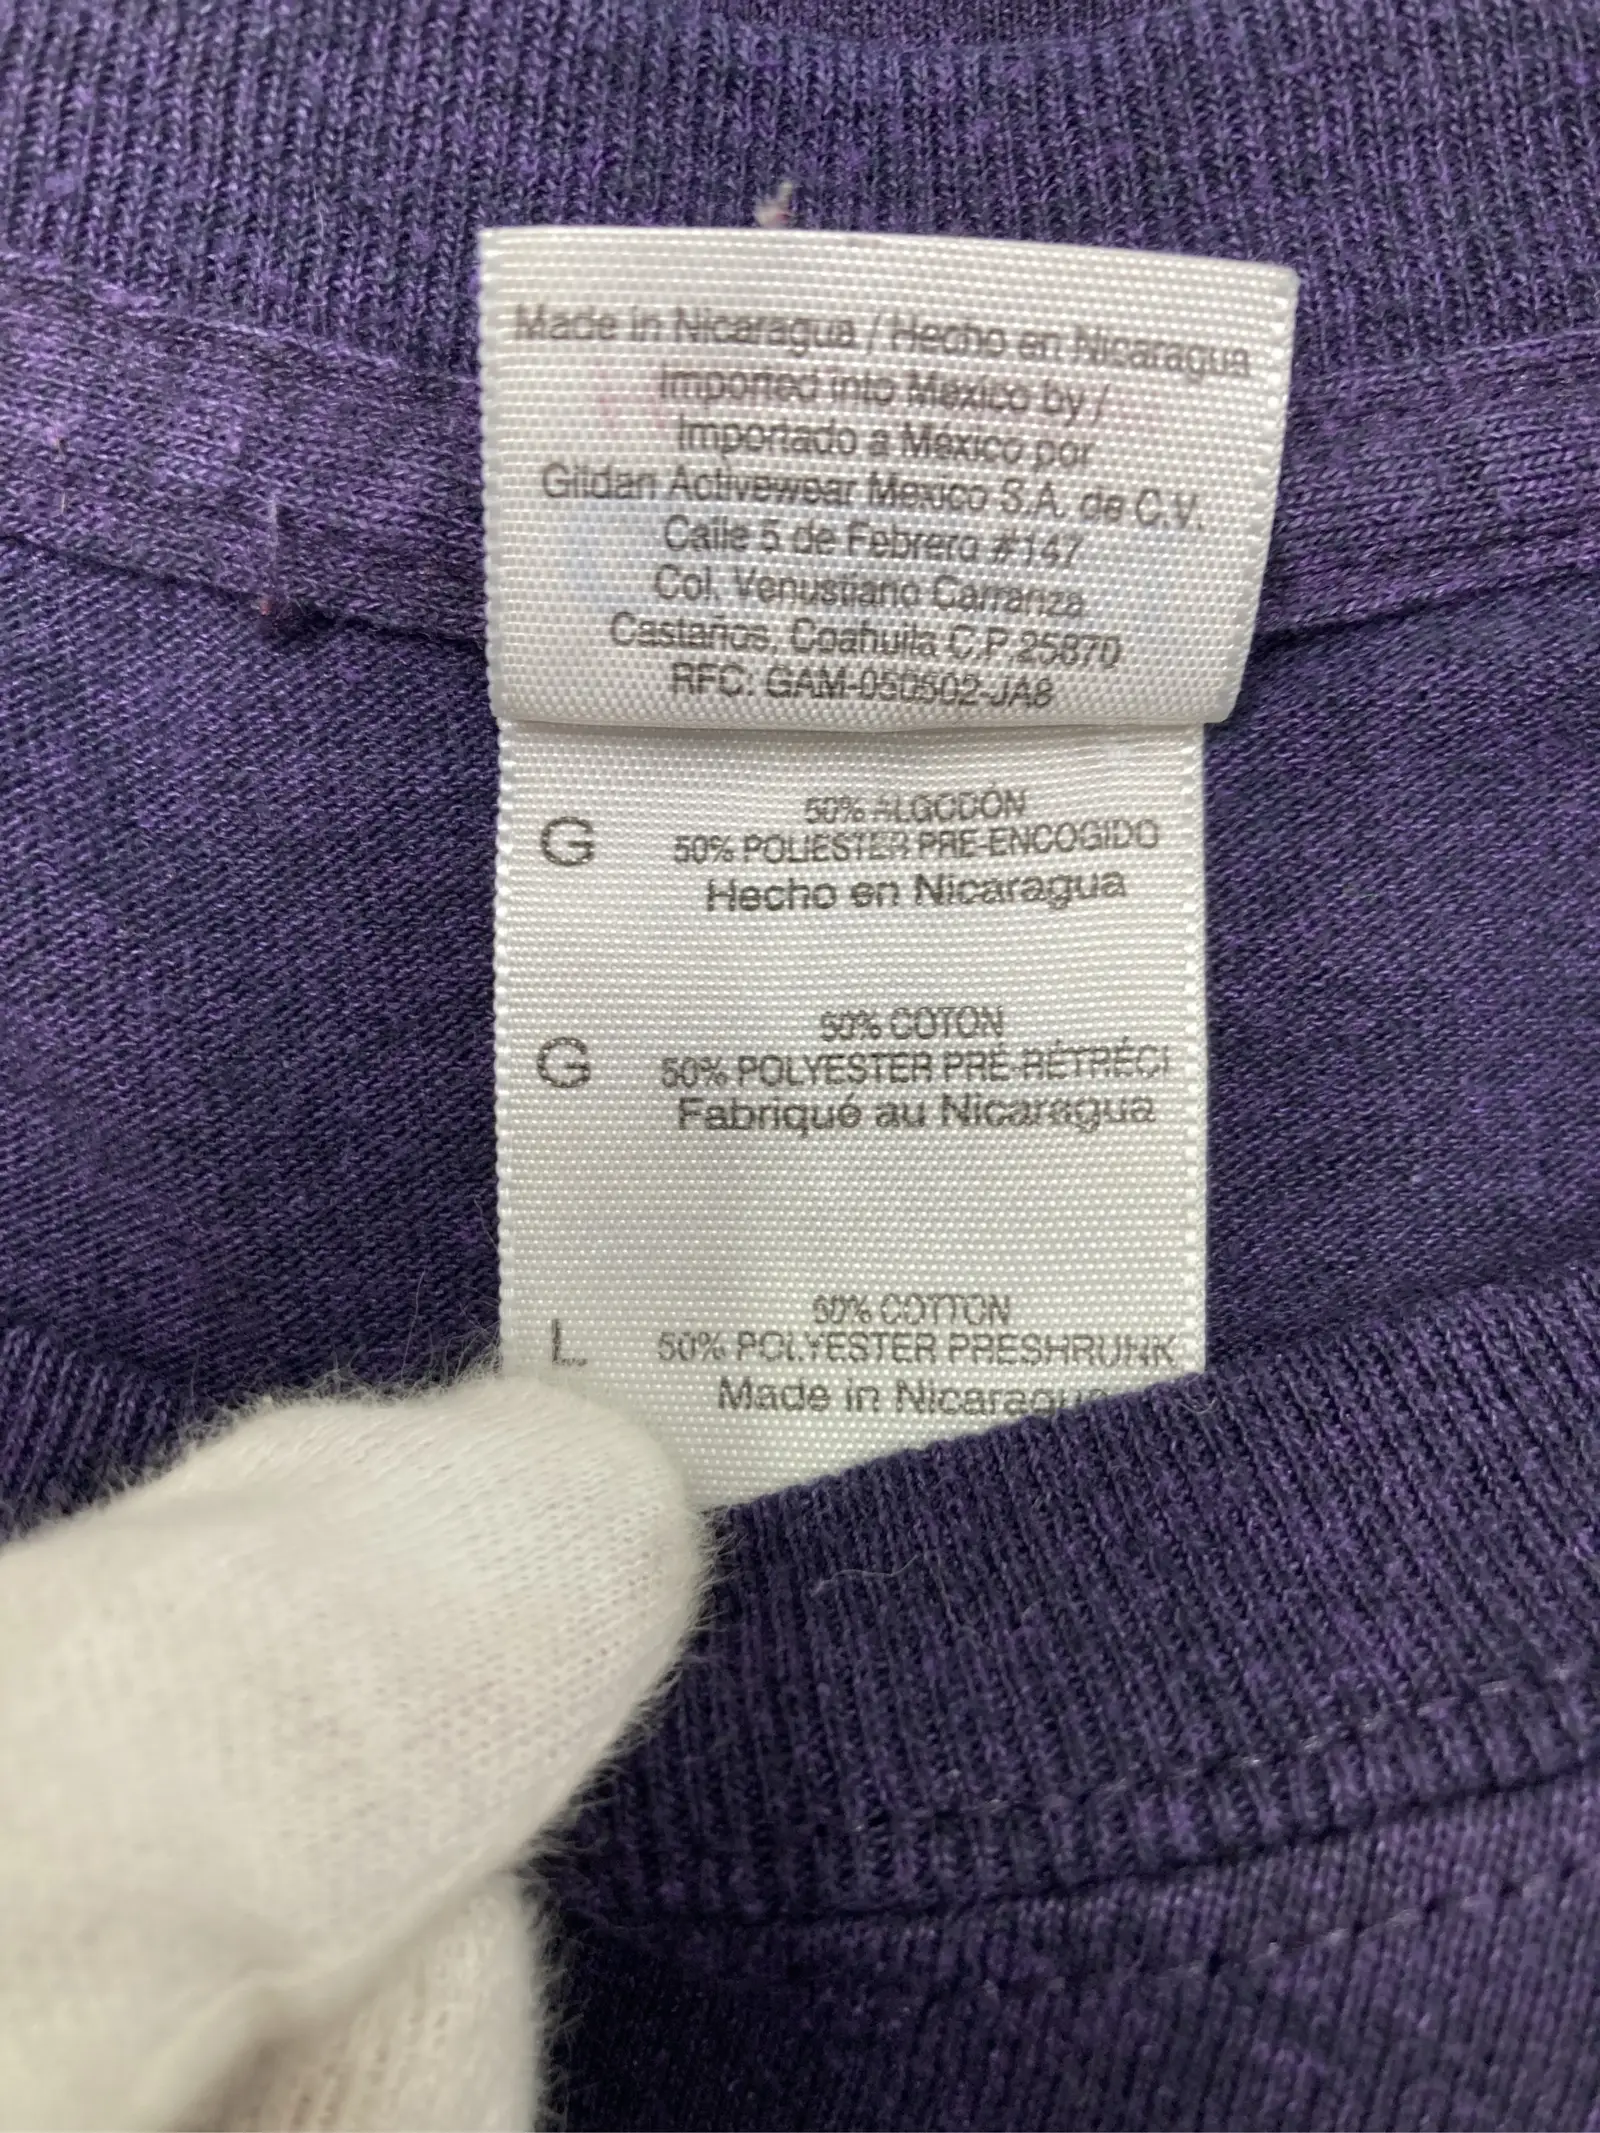 Made in Nicaragua / Hecho en Nicaragua
Imported into Mexico by /
Importado a México por
Gildan Activewear Mexico S.A. de C.V.
Calle 5 de Febrero #147
Col. Venustiano Carranza
Castaños, Coahuila C.P.25870
RFC: GAM-050502-JA8
50% ALGODÓN
G 50% POLIESTER PRE-ENCOGIDO
Hecho en Nicaragua
50% COTON
G 50% POLYESTER PRÉ-RÉTRÉCI
Fabriqué au Nicaragua
50% COTTON
L 50% POLYESTER PRESHRUNK
Made in Nicaragua